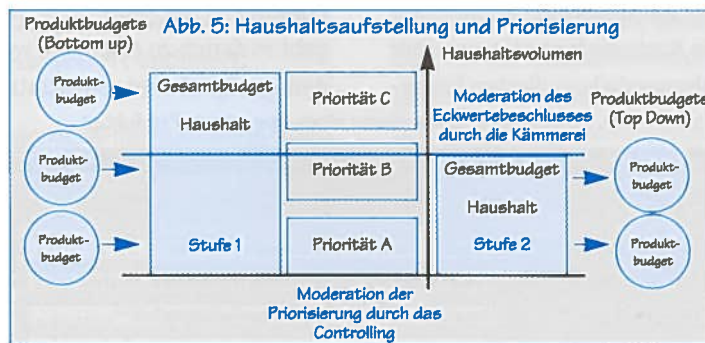 Abb. 5: Haushaltsaufstellung und Priorisierung
Produktbudgets
(Bottom up)
Produkt-
budget
Produkt-
budget
Produkt-
budget
Gesamtbudget
Haushalt
Stufe 1
Priorität C
Priorität B
Priorität A
Moderation der
Priorisierung durch das
Controlling
Haushaltsvolumen
Moderation des
Eckwertebeschlusses
durch die Kämmerei
Gesamtbudget
Haushalt
Stufe 2
Produktbudgets
(Top Down)
Produkt-
budget
Produkt-
budget